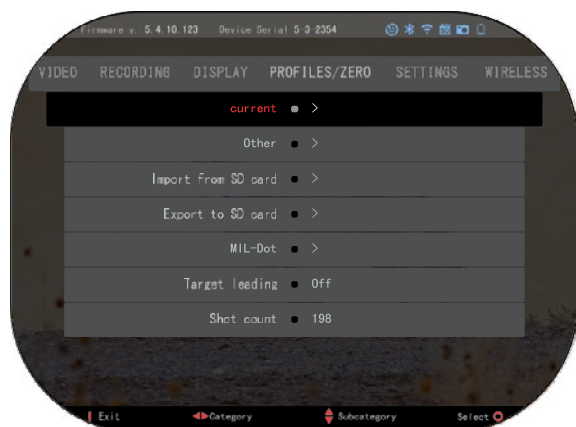 Firmware v. 5.4.10.123 Device Serial 5-3-2354
VIDEO RECORDING DISPLAY PROFILES/ZERO SETTINGS WIRELESS
current >
Other >
Import from SD card >
Export to SD card >
MIL-Dot >
Target leading Off
Shot count 198
Exit Category Subcategory Select